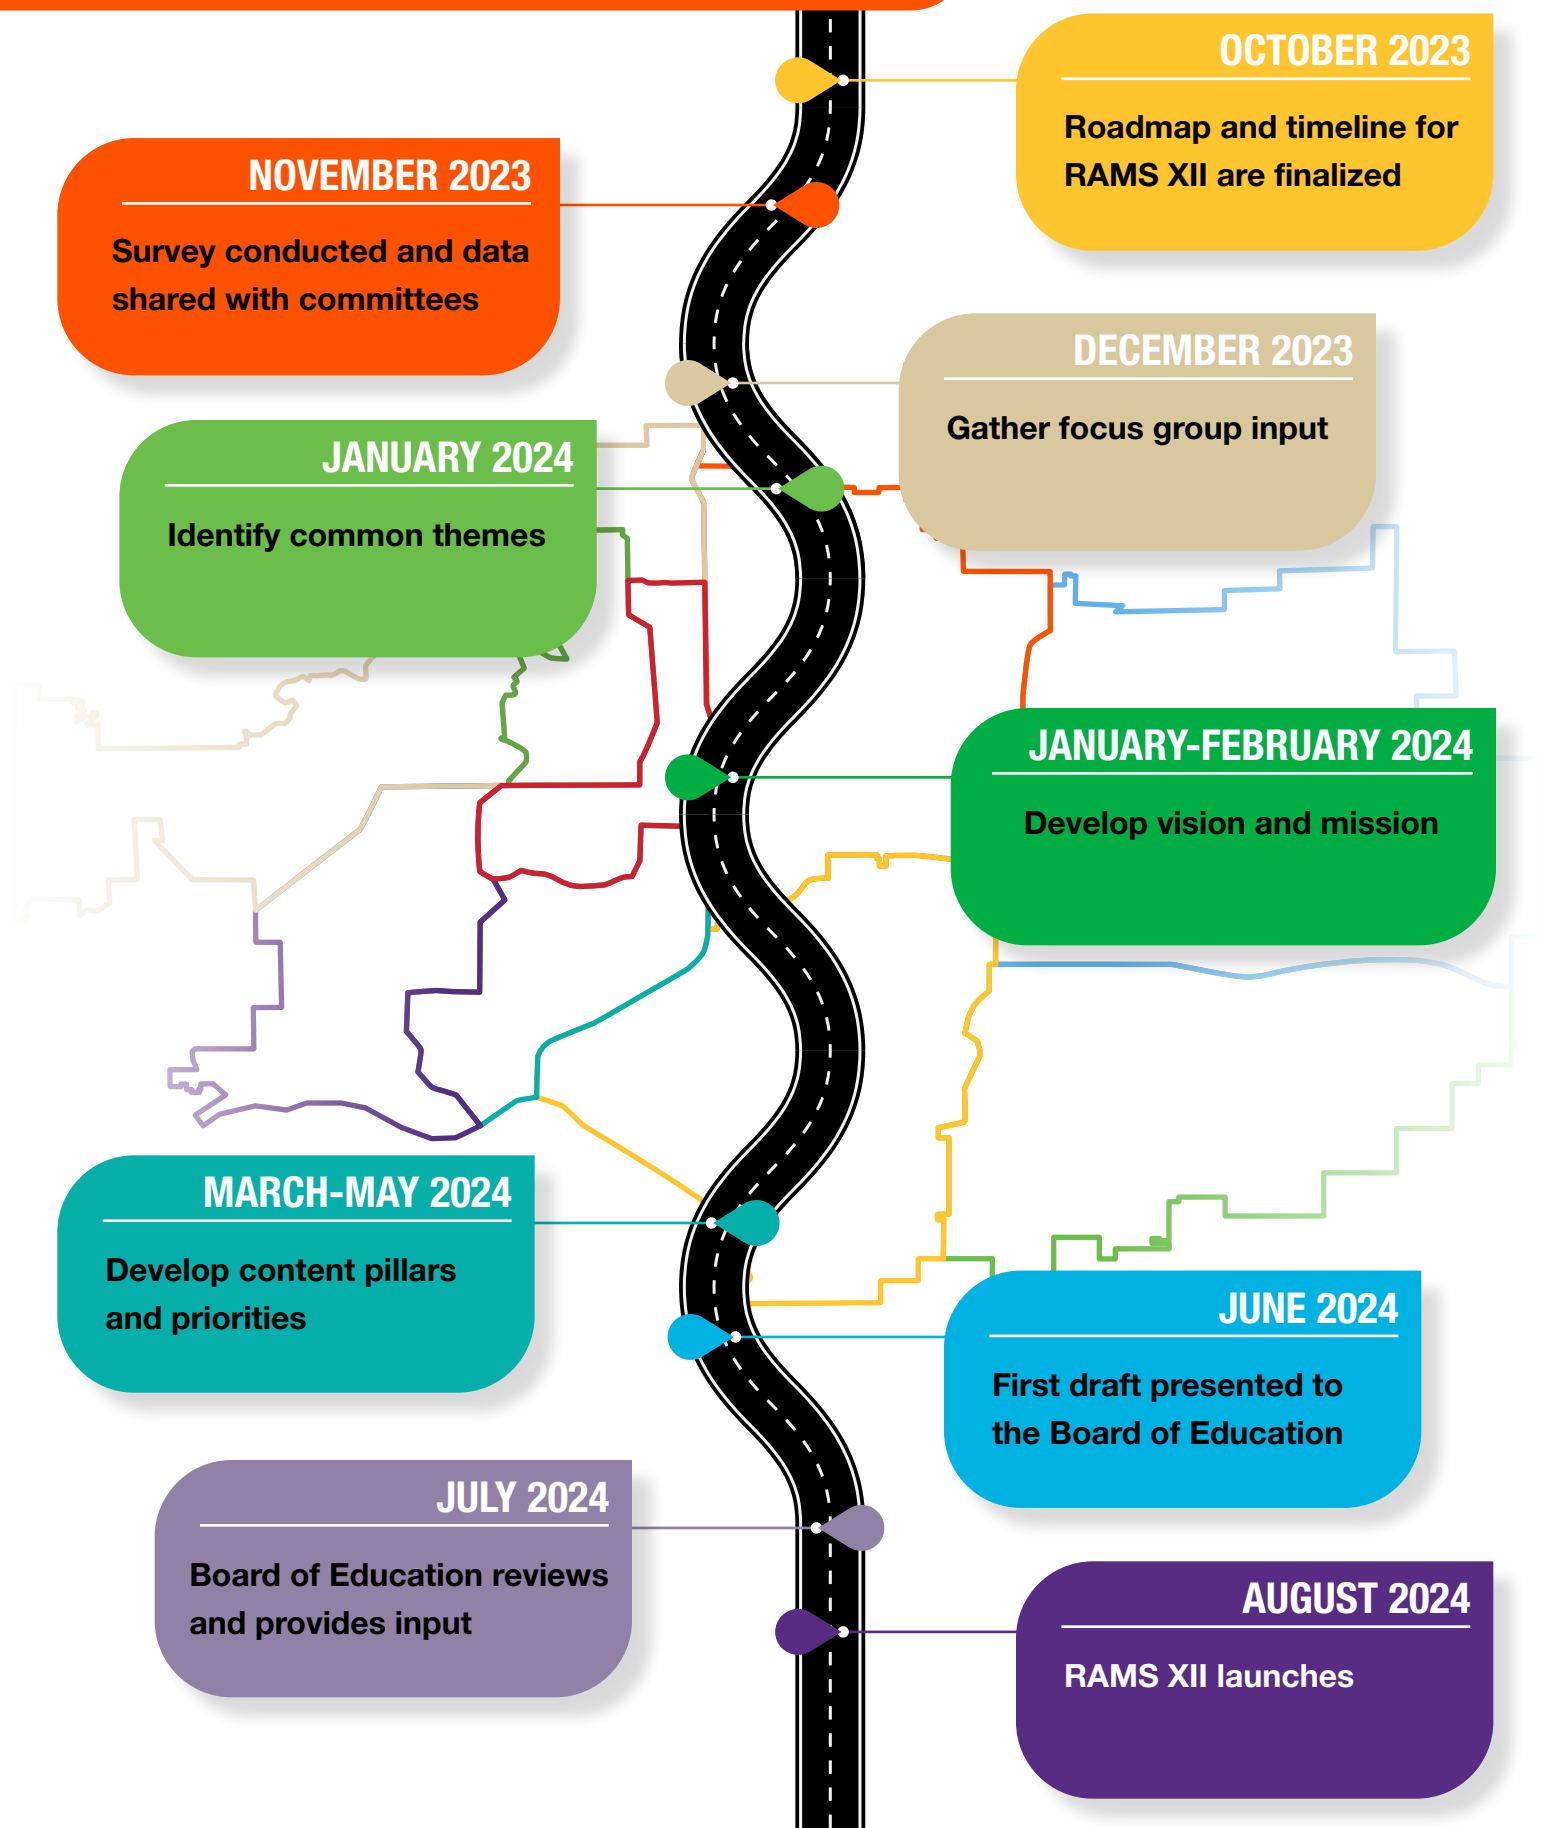 OCTOBER 2023
Roadmap and timeline for
RAMS XII are finalized
NOVEMBER 2023
Survey conducted and data
shared with committees
DECEMBER 2023
Gather focus group input
JANUARY 2024
Identify common themes
JANUARY-FEBRUARY 2024
Develop vision and mission
MARCH-MAY 2024
Develop content pillars
and priorities
JUNE 2024
First draft presented to
the Board of Education
JULY 2024
Board of Education reviews
and provides input
AUGUST 2024
RAMS XII launches